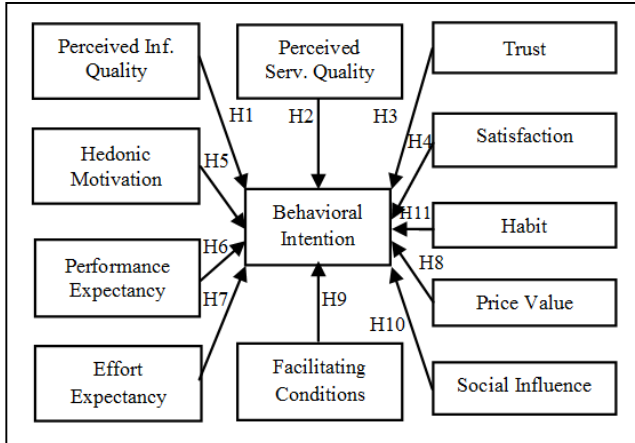 Perceived Inf.
Quality
Perceived
Serv. Quality
Trust
H1
H2
H3
H4
Satisfaction
Hedonic
Motivation
H5
Behavioral
Intention
H11
Habit
H6
Performance
Expectancy
H8
Price Value
H7
H9
H10
Effort
Expectancy
Facilitating
Conditions
Social Influence